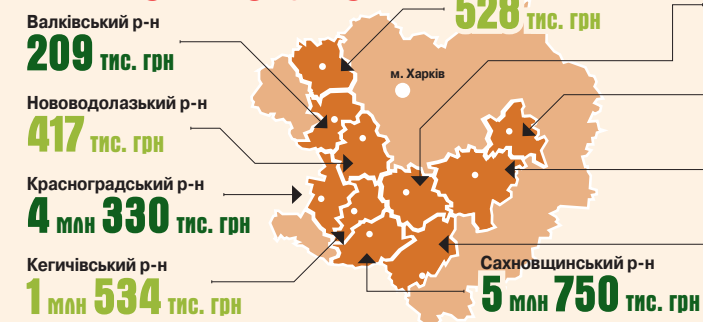 Валківський р-н
209 тис. грн
528 тис. грн
м. Харків
Нововодолазький р-н
417 тис. грн
Красноградський р-н
4 млн 330 тис. грн
Кегичівський р-н
1 млн 534 тис. грн
Сахновщинський р-н
5 млн 750 тис. грн